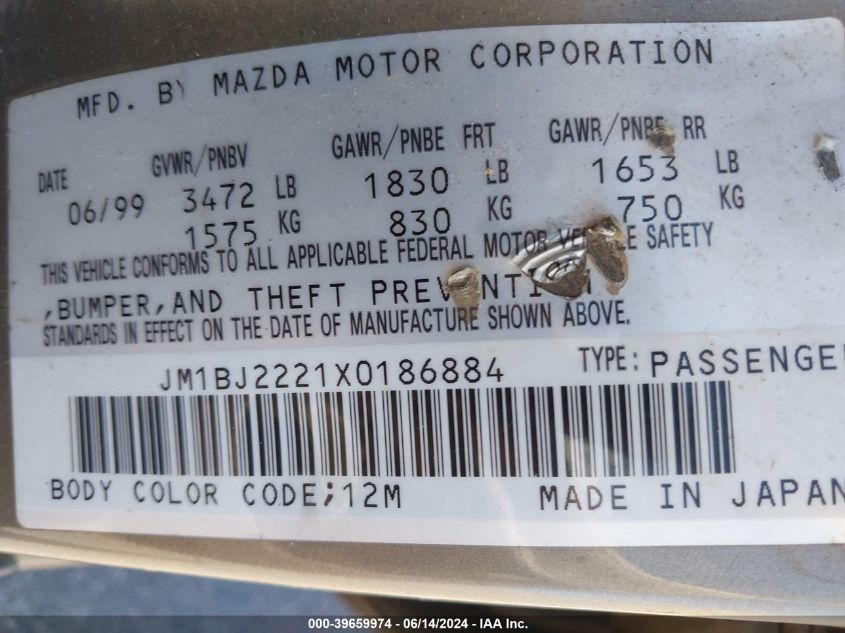 MFD. BY MAZDA MOTOR CORPORATION
DATE GVWR/PNBV GAWR/PNBE FRT GAWR/PNBE RR
06/99 3472 LB 1830 LB 1653 LB
1575 KG 830 KG 750 KG
THIS VEHICLE CONFORMS TO ALL APPLICABLE FEDERAL MOTOR VEHICLE SAFETY
,BUMPER,AND THEFT PREVENTION
STANDARDS IN EFFECT ON THE DATE OF MANUFACTURE SHOWN ABOVE.
JM1BJ2221X0186884 TYPE: PASSENGE
BODY COLOR CODE;12M MADE IN JAPAN
000-39659974 - 06/14/2024 - IAA Inc.